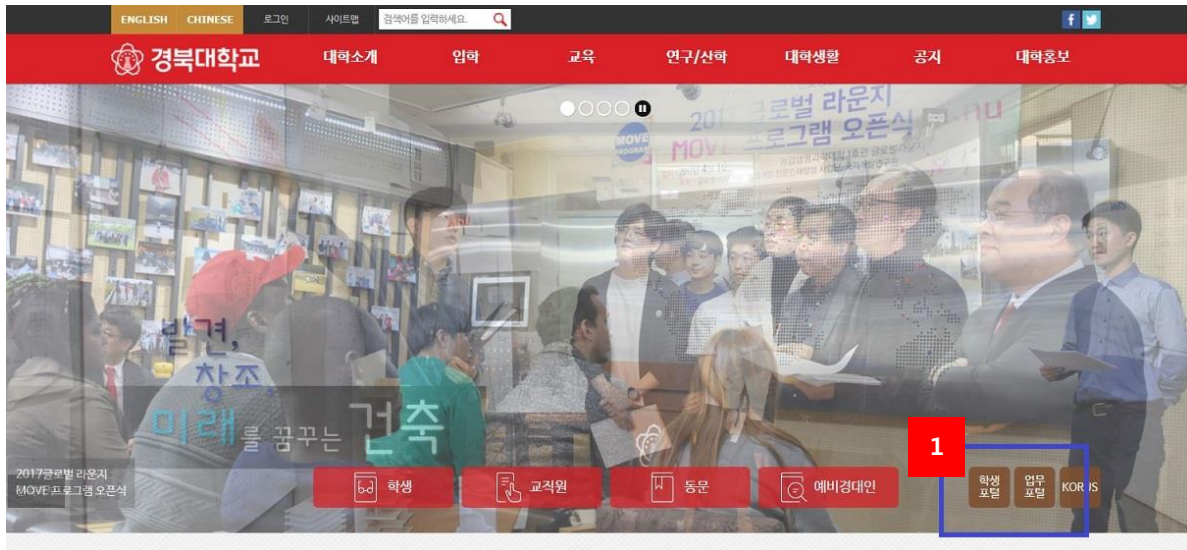 ENGLISH CHINESE 로그인 사이트맵 검색어를 입력하세요.
경북대학교 대학소개 입학 교육 연구/산학 대학생활 공지 대학홍보
2017 글로벌 라운지
MOVE 프로그램 오픈식
발견,
창조,
미래를 꿈꾸는 건축
1
2017글로벌 라운지
MOVE 프로그램 오픈식
학생 교직원 동문 예비경대인
학생
포털
업무
포털
KORUS